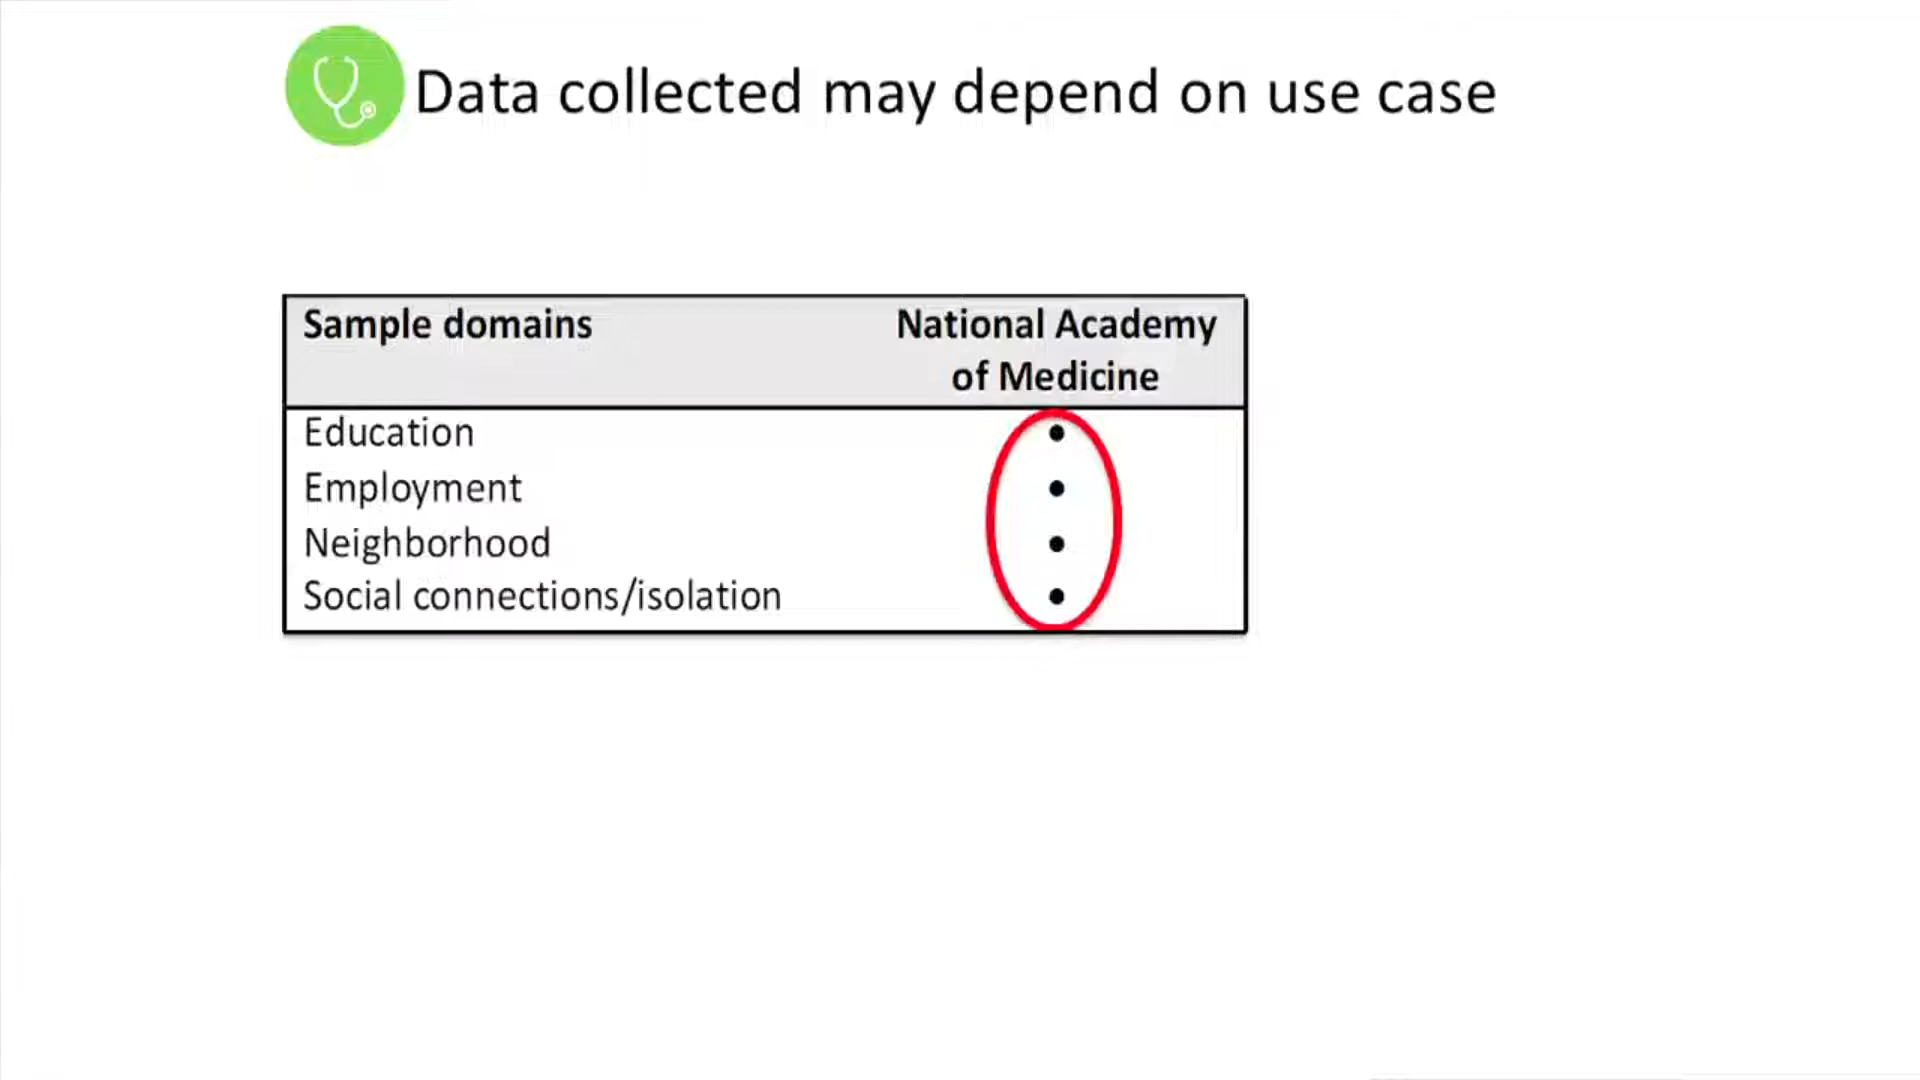 Data collected may depend on use case
Sample domains
National Academy
of Medicine
Education •
Employment •
Neighborhood •
Social connections/isolation •